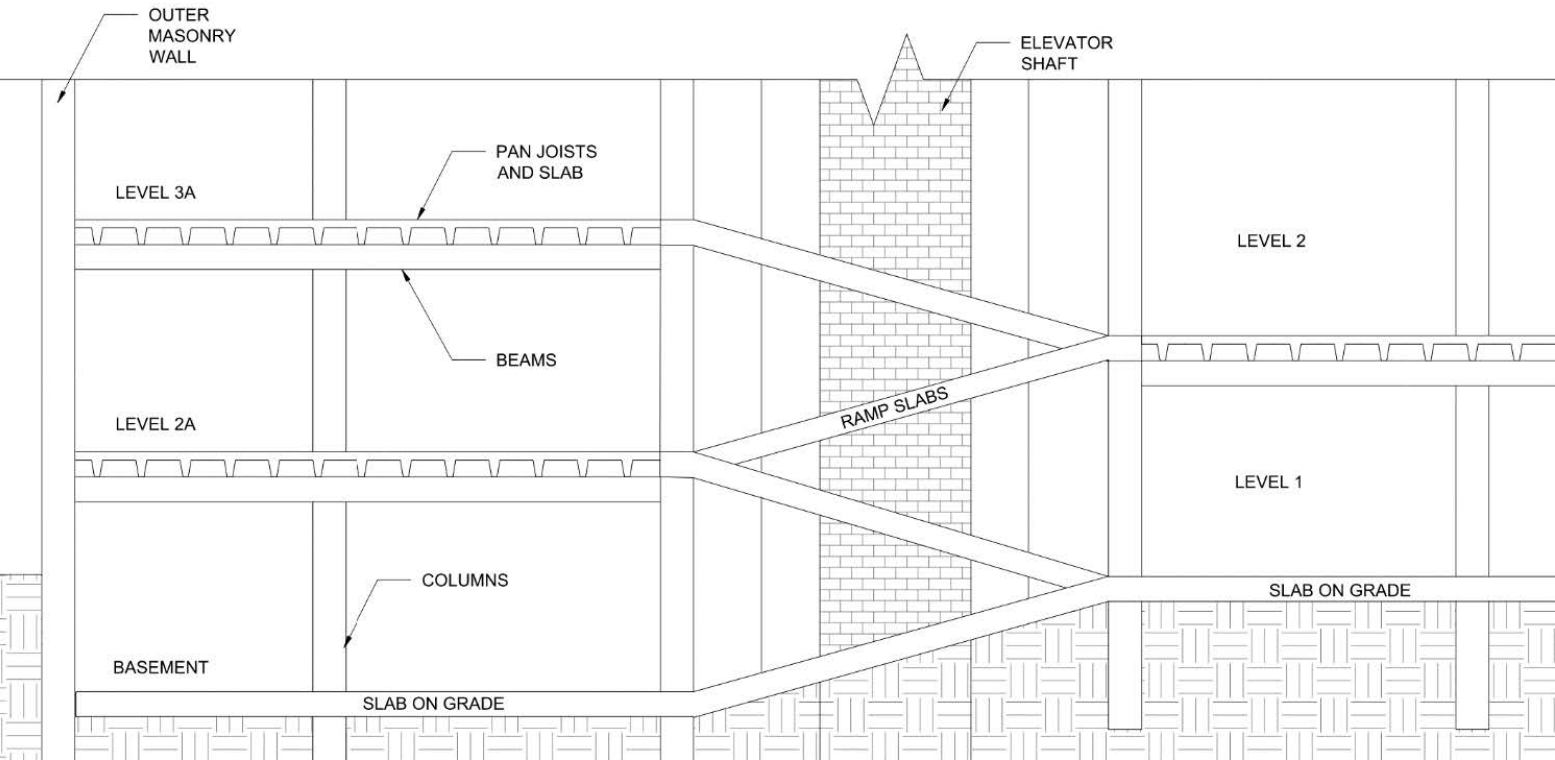 OUTER
MASONRY
WALL
ELEVATOR
SHAFT
PAN JOISTS
AND SLAB
LEVEL 3A
LEVEL 2
BEAMS
RAMP SLABS
LEVEL 2A
LEVEL 1
COLUMNS
SLAB ON GRADE
BASEMENT
SLAB ON GRADE